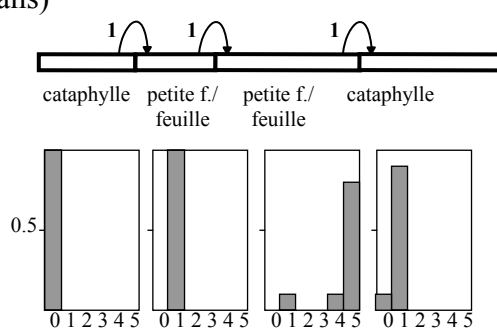 ans)
1 1 1
cataphylle petite f./ petite f./ cataphylle
feuille feuille
0.5
0 1 2 3 4 5 0 1 2 3 4 5 0 1 2 3 4 5 0 1 2 3 4 5